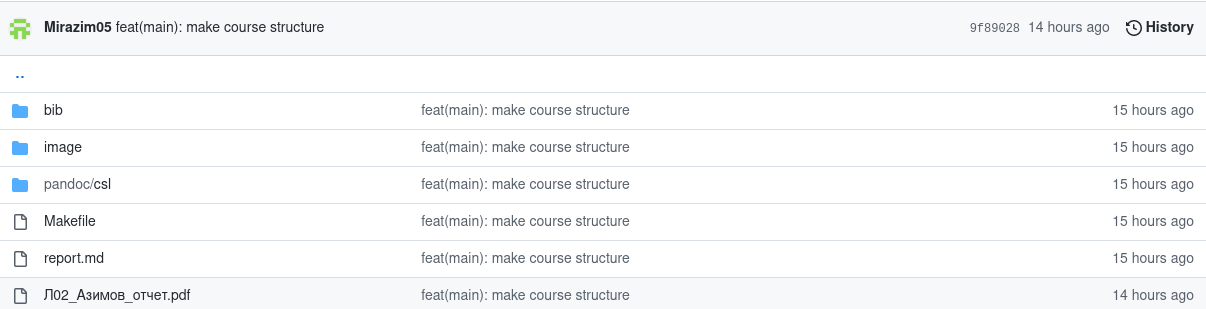 Mirazim05 feat(main): make course structure 9f89028 14 hours ago History
..
bib feat(main): make course structure 15 hours ago
image feat(main): make course structure 15 hours ago
pandoc/csl feat(main): make course structure 15 hours ago
Makefile feat(main): make course structure 15 hours ago
report.md feat(main): make course structure 15 hours ago
Л02_Азимов_отчет.pdf feat(main): make course structure 14 hours ago